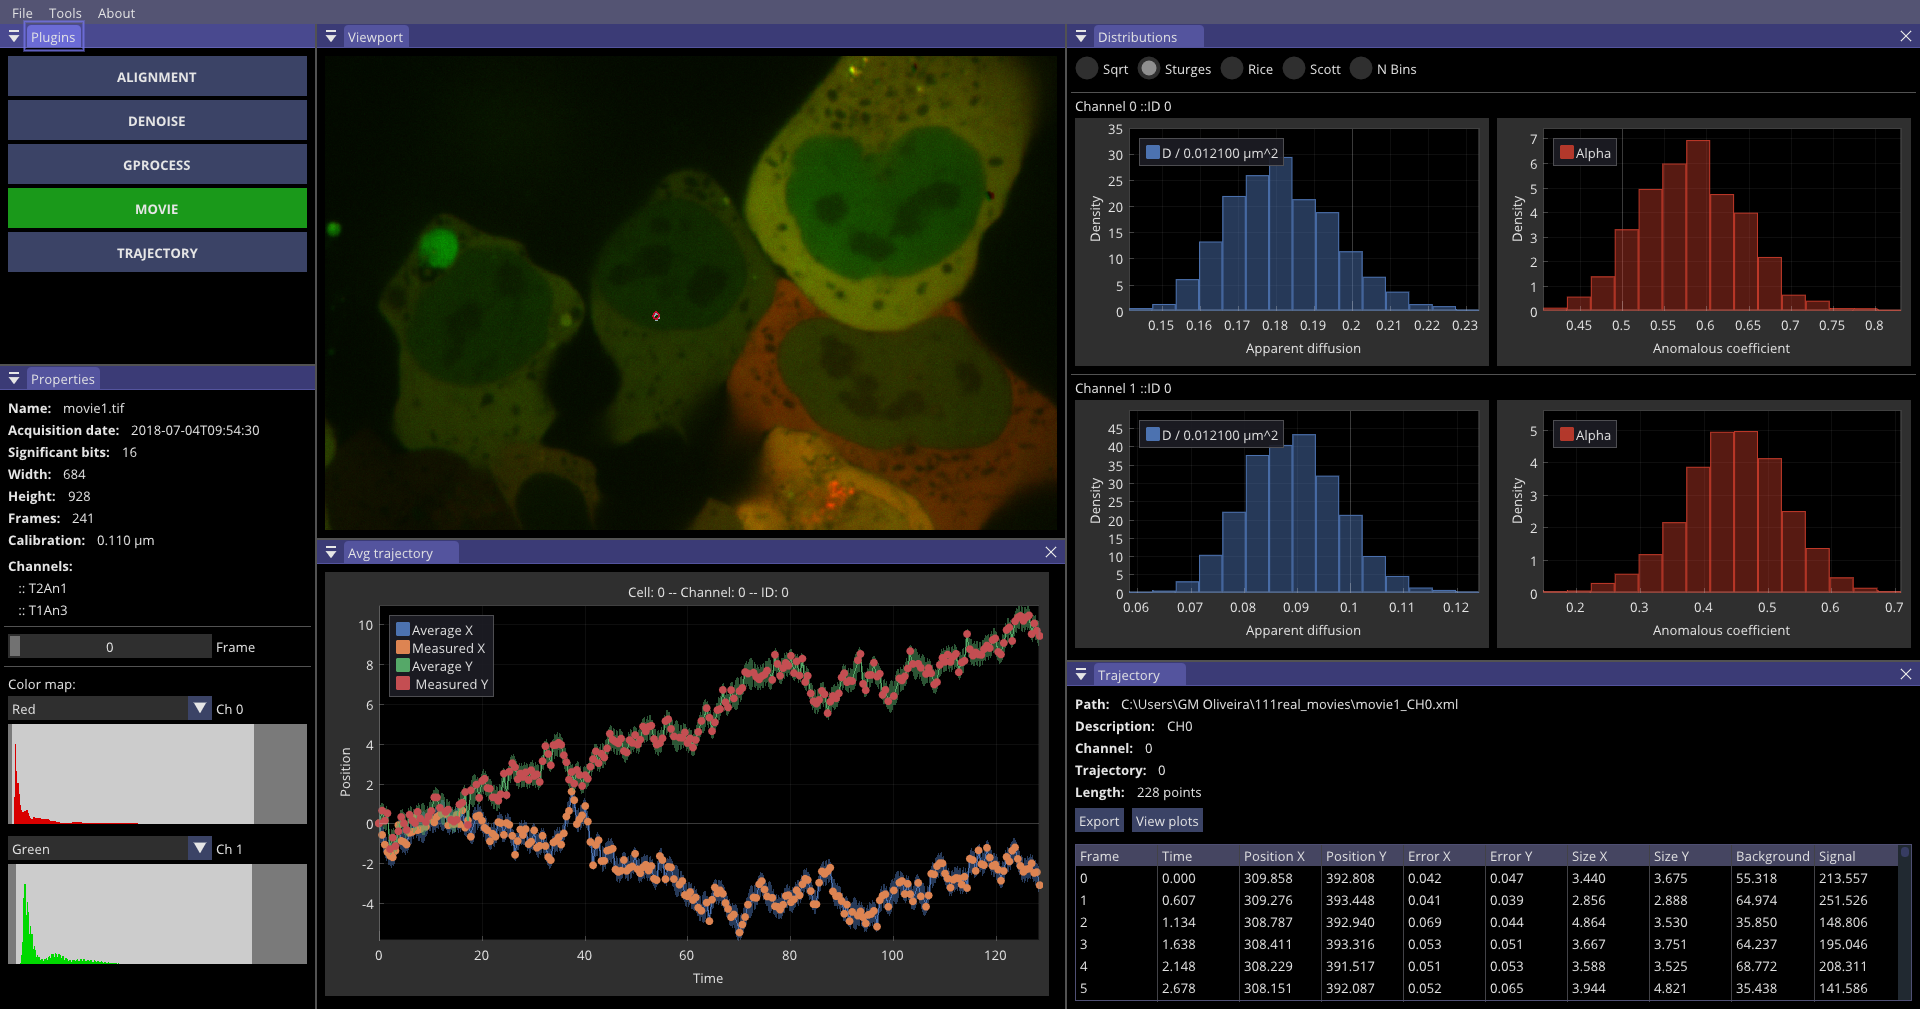 File Tools About
Plugins
ALIGNMENT
DENOISE
GPROCESS
MOVIE
TRAJECTORY
Properties
Name: movie1.tif
Acquisition date: 2018-07-04T09:54:30
Significant bits: 16
Width: 684
Height: 928
Frames: 241
Calibration: 0.110 µm
Channels:
:: T2An1
:: T1An3
0 Frame
Color map:
Red Ch 0
Green Ch 1
Viewport
Avg trajectory
Cell: 0 -- Channel: 0 -- ID: 0
Average X
Measured X
Average Y
Measured Y
Position
10
8
6
4
2
0
-2
-4
0 20 40 60 80 100 120
Time
Distributions
Sqrt Sturges Rice Scott N Bins
Channel 0 ::ID 0
D / 0.012100 µm^2
Density
35
30
25
20
15
10
5
0
0.15 0.16 0.17 0.18 0.19 0.2 0.21 0.22 0.23
Apparent diffusion
Alpha
Density
7
6
5
4
3
2
1
0
0.45 0.5 0.55 0.6 0.65 0.7 0.75 0.8
Anomalous coefficient
Channel 1 ::ID 0
D / 0.012100 µm^2
Density
45
40
35
30
25
20
15
10
5
0
0.06 0.07 0.08 0.09 0.1 0.11 0.12
Apparent diffusion
Alpha
Density
5
4
3
2
1
0
0.2 0.3 0.4 0.5 0.6 0.7
Anomalous coefficient
Trajectory
Path: C:\Users\GM Oliveira\111real_movies\movie1_CH0.xml
Description: CH0
Channel: 0
Trajectory: 0
Length: 228 points
Export View plots
Frame Time Position X Position Y Error X Error Y Size X Size Y Background Signal
0 0.000 309.858 392.808 0.042 0.047 3.440 3.675 55.318 213.557
1 0.607 309.276 393.448 0.041 0.039 2.856 2.888 64.974 251.526
2 1.134 308.787 392.940 0.069 0.044 4.864 3.530 35.850 148.806
3 1.638 308.411 393.316 0.053 0.051 3.667 3.751 64.237 195.046
4 2.148 308.229 391.517 0.051 0.053 3.588 3.525 68.772 208.311
5 2.678 308.151 392.087 0.052 0.065 3.944 4.821 35.438 141.586